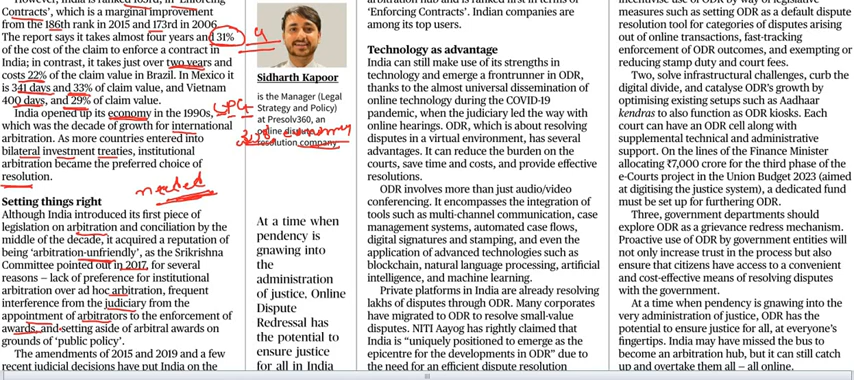 However, India is ranked 163rd, in 'Enforcing
Contracts', which is a marginal improvement
from the 186th rank in 2015 and 173rd in 2006.
The report says it takes almost four years and 31%
of the cost of the claim to enforce a contract in
India; in contrast, it takes just over two years and
costs 22% of the claim value in Brazil. In Mexico it
is 341 days and 33% of claim value, and Vietnam
400 days, and 29% of claim value.
India opened up its economy in the 1990s,
which was the decade of growth for international
arbitration. As more countries entered into
bilateral investment treaties, institutional
arbitration became the preferred choice of
resolution.
needed
Setting things right
Although India introduced its first piece of
legislation on arbitration and conciliation by the
middle of the decade, it acquired a reputation of
being 'arbitration-unfriendly', as the Srikrishna
Committee pointed out in 2017, for several
reasons – lack of preference for institutional
arbitration over ad hoc arbitration, frequent
interference from the judiciary from the
appointment of arbitrators to the enforcement of
awards, and setting aside of arbitral awards on
grounds of 'public policy'.
The amendments of 2015 and 2019 and a few
recent judicial decisions have put India on the
Sidharth Kapoor
is the Manager (Legal
Strategy and Policy)
at Presolv360, an
online dispute
resolution company
economy
At a time when
pendency is
gnawing into
the
administration
of justice, Online
Dispute
Redressal has
the potential to
ensure justice
for all in India
arbitration hub and is ranked first in terms of
'Enforcing Contracts'. Indian companies are
among its top users.
Technology as advantage
India can still make use of its strengths in
technology and emerge a frontrunner in ODR,
thanks to the almost universal dissemination of
online technology during the COVID-19
pandemic, when the judiciary led the way with
online hearings. ODR, which is about resolving
disputes in a virtual environment, has several
advantages. It can reduce the burden on the
courts, save time and costs, and provide effective
resolutions.
ODR involves more than just audio/video
conferencing. It encompasses the integration of
tools such as multi-channel communication, case
management systems, automated case flows,
digital signatures and stamping, and even the
application of advanced technologies such as
blockchain, natural language processing, artificial
intelligence, and machine learning.
Private platforms in India are already resolving
lakhs of disputes through ODR. Many corporates
have migrated to ODR to resolve small-value
disputes. NITI Aayog has rightly claimed that
India is "uniquely positioned to emerge as the
epicentre for the developments in ODR" due to
the need for an efficient dispute resolution
measures such as setting ODR as a default dispute
resolution tool for categories of disputes arising
out of online transactions, fast-tracking
enforcement of ODR outcomes, and exempting or
reducing stamp duty and court fees.
Two, solve infrastructural challenges, curb the
digital divide, and catalyse ODR's growth by
optimising existing setups such as Aadhaar
kendras to also function as ODR kiosks. Each
court can have an ODR cell along with
supplemental technical and administrative
support. On the lines of the Finance Minister
allocating ₹7,000 crore for the third phase of the
e-Courts project in the Union Budget 2023 (aimed
at digitising the justice system), a dedicated fund
must be set up for furthering ODR.
Three, government departments should
explore ODR as a grievance redress mechanism.
Proactive use of ODR by government entities will
not only increase trust in the process but also
ensure that citizens have access to a convenient
and cost-effective means of resolving disputes
with the government.
At a time when pendency is gnawing into the
very administration of justice, ODR has the
potential to ensure justice for all, at everyone's
fingertips. India may have missed the bus to
become an arbitration hub, but it can still catch
up and overtake them all – all online.